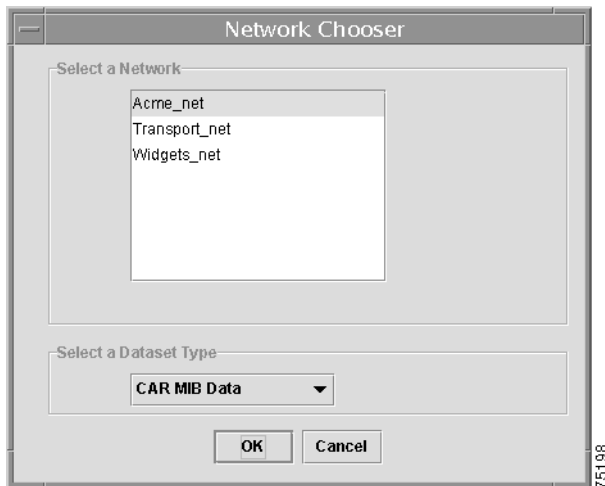 Network Chooser
Select a Network
Acme_net
Transport_net
Widgets_net
Select a Dataset Type
CAR MIB Data
OK
Cancel
75198